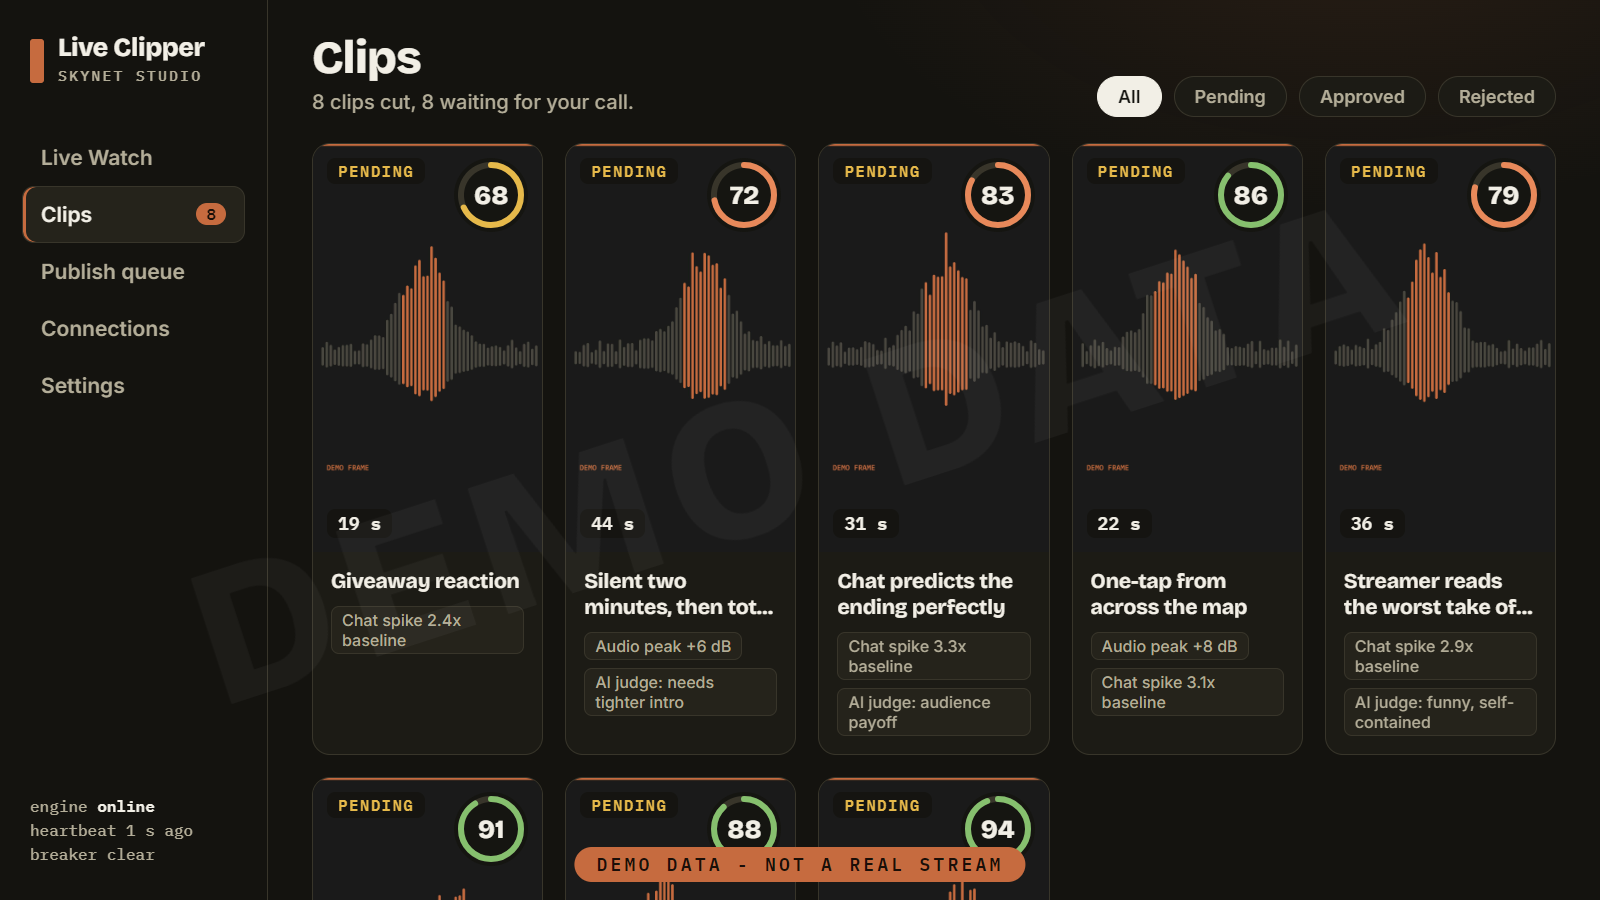 Live Clipper
SKYNET STUDIO
Live Watch
Clips
8
Publish queue
Connections
Settings
engine online
heartbeat 1 s ago
breaker clear
Clips
8 clips cut, 8 waiting for your call.
All
Pending
Approved
Rejected
PENDING
68
DEMO FRAME
19 s
Giveaway reaction
Chat spike 2.4x
baseline
PENDING
72
DEMO FRAME
44 s
Silent two
minutes, then tot...
Audio peak +6 dB
AI judge: needs
tighter intro
PENDING
83
DEMO FRAME
31 s
Chat predicts the
ending perfectly
Chat spike 3.3x
baseline
AI judge: audience
payoff
PENDING
86
DEMO FRAME
22 s
One-tap from
across the map
Audio peak +8 dB
Chat spike 3.1x
baseline
PENDING
79
DEMO FRAME
36 s
Streamer reads
the worst take of...
Chat spike 2.9x
baseline
AI judge: funny, self-
contained
PENDING
91
PENDING
88
PENDING
94
DEMO DATA
DEMO DATA - NOT A REAL STREAM